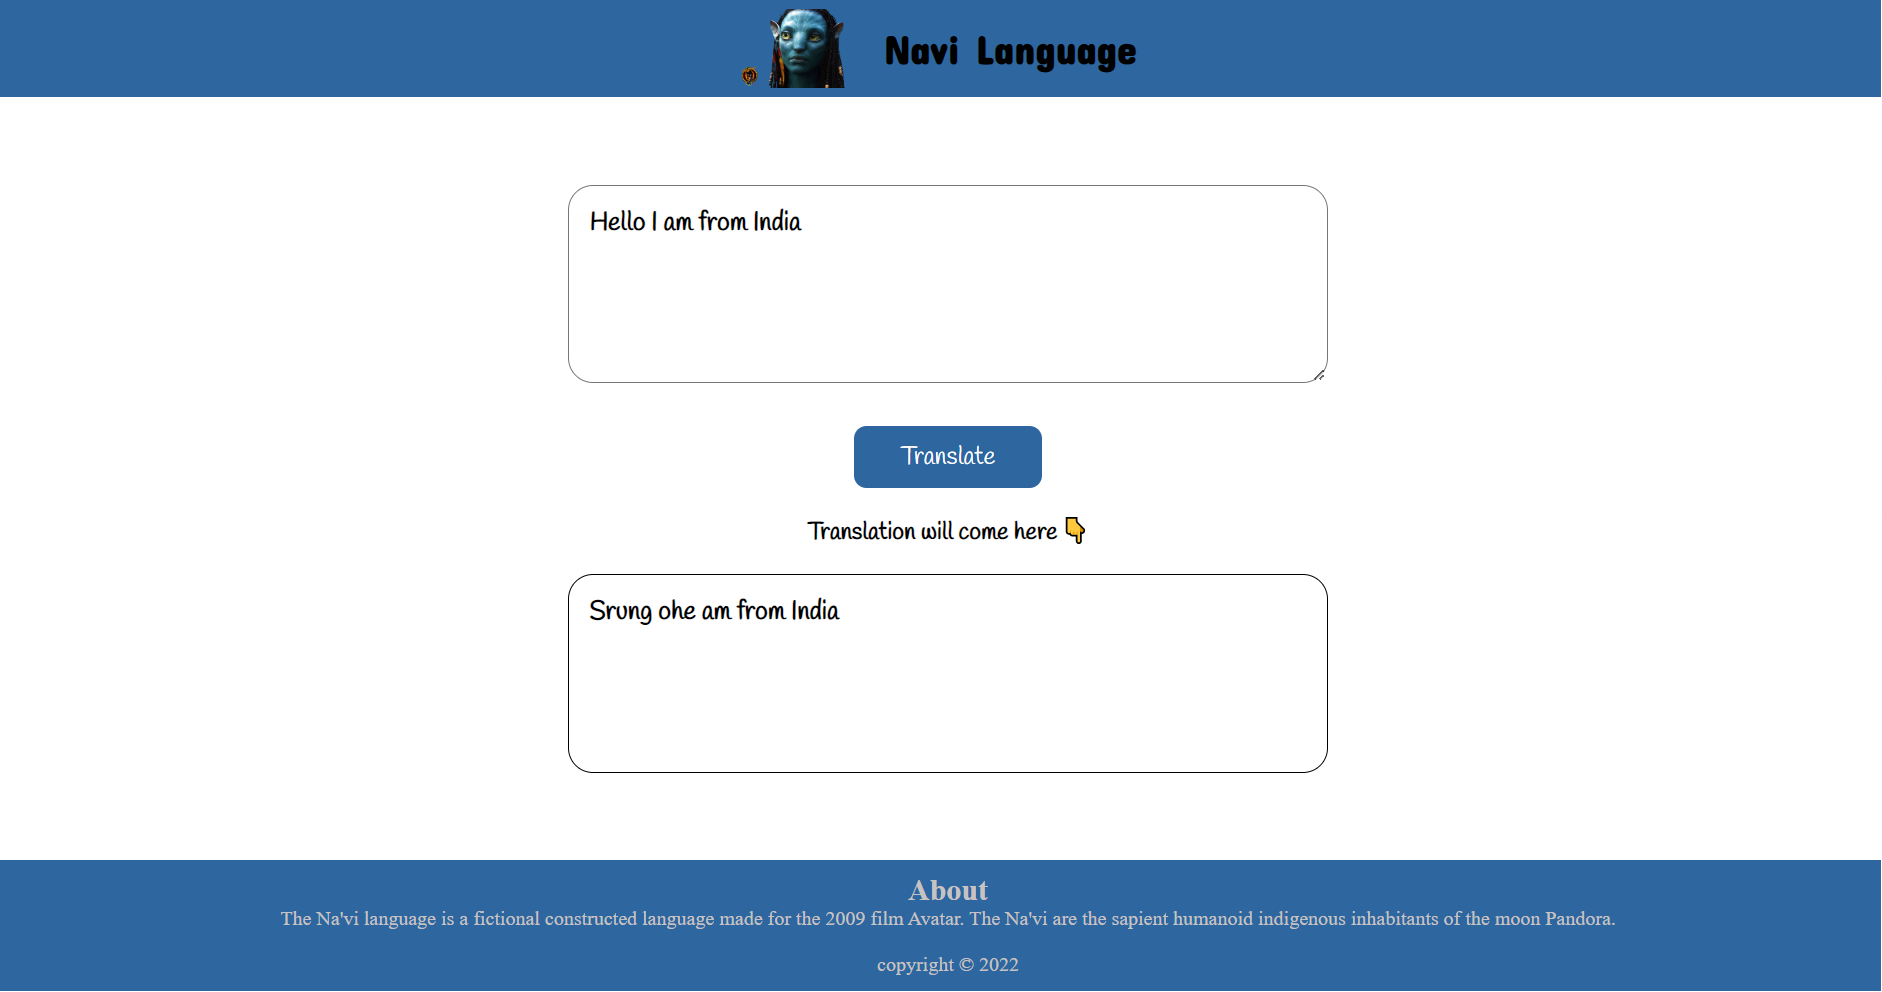 Navi Language
Hello I am from India
Translate
Translation will come here 👇
Srung ohe am from India
About
The Na'vi language is a fictional constructed language made for the 2009 film Avatar. The Na'vi are the sapient humanoid indigenous inhabitants of the moon Pandora.
copyright © 2022